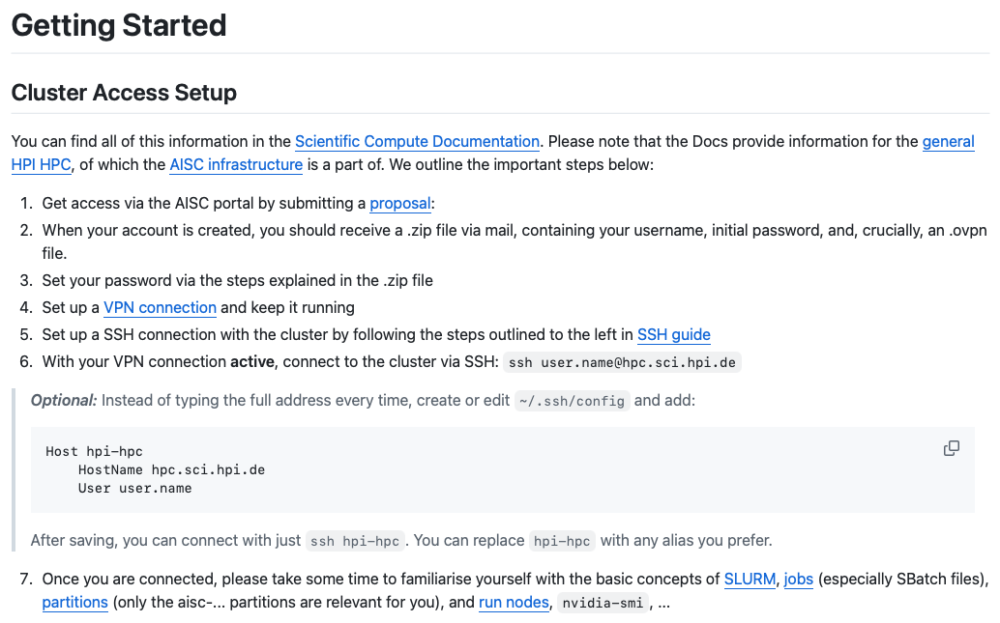 Getting Started
Cluster Access Setup
You can find all of this information in the Scientific Compute Documentation. Please note that the Docs provide information for the general
HPI HPC, of which the AISC infrastructure is a part of. We outline the important steps below:
1. Get access via the AISC portal by submitting a proposal:
2. When your account is created, you should receive a .zip file via mail, containing your username, initial password, and, crucially, an .ovpn
file.
3. Set your password via the steps explained in the .zip file
4. Set up a VPN connection and keep it running
5. Set up a SSH connection with the cluster by following the steps outlined to the left in SSH guide
6. With your VPN connection active, connect to the cluster via SSH: ssh user.name@hpc.sci.hpi.de
Optional: Instead of typing the full address every time, create or edit ~/.ssh/config and add:
Host hpi-hpc
    HostName hpc.sci.hpi.de
    User user.name
After saving, you can connect with just ssh hpi-hpc. You can replace hpi-hpc with any alias you prefer.
7. Once you are connected, please take some time to familiarise yourself with the basic concepts of SLURM, jobs (especially SBatch files),
partitions (only the aisc-... partitions are relevant for you), and run nodes, nvidia-smi, ...